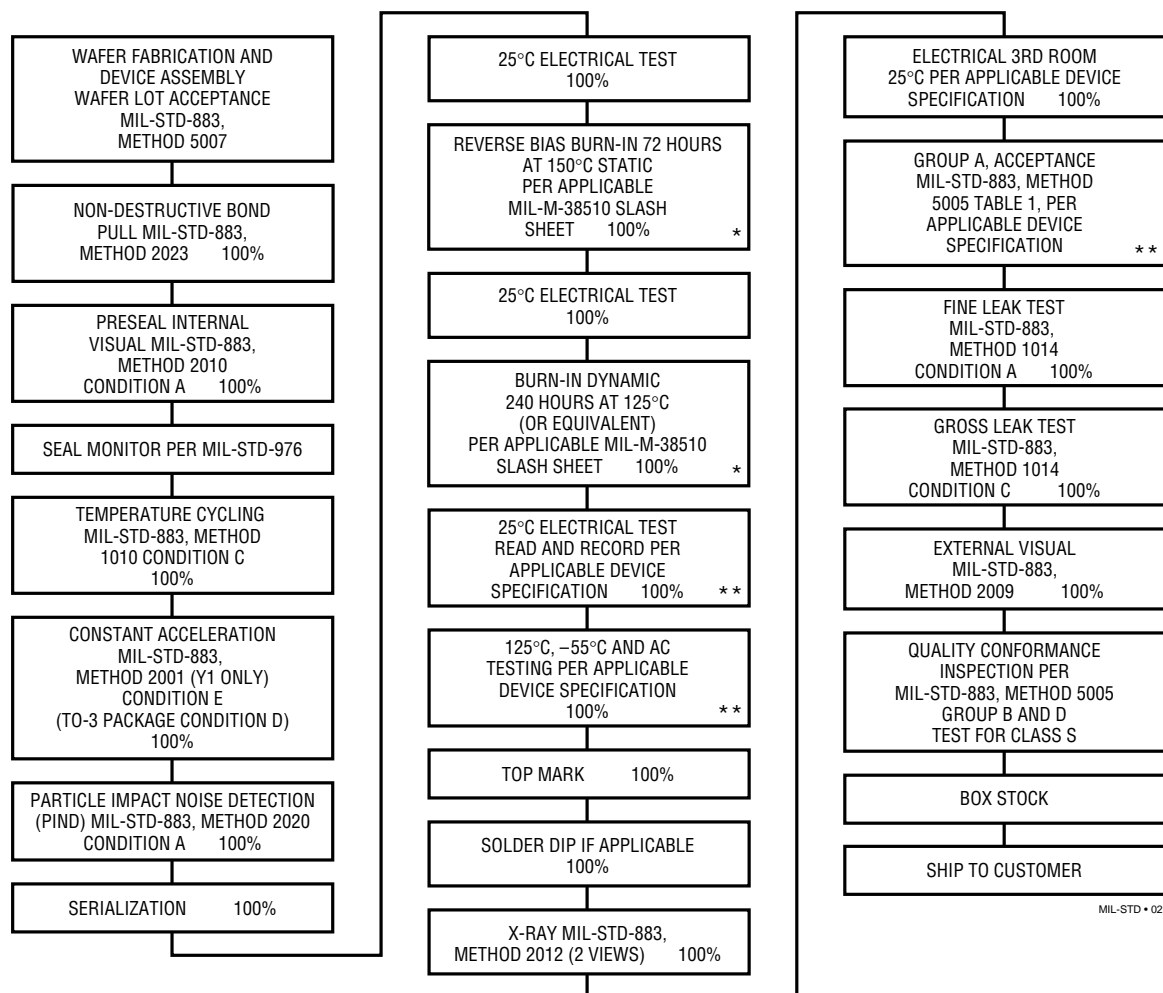 WAFER FABRICATION AND
DEVICE ASSEMBLY
WAFER LOT ACCEPTANCE
MIL-STD-883,
METHOD 5007
NON-DESTRUCTIVE BOND
PULL MIL-STD-883,
METHOD 2023 100%
PRESEAL INTERNAL
VISUAL MIL-STD-883,
METHOD 2010
CONDITION A 100%
SEAL MONITOR PER MIL-STD-976
TEMPERATURE CYCLING
MIL-STD-883, METHOD
1010 CONDITION C
100%
CONSTANT ACCELERATION
MIL-STD-883,
METHOD 2001 (Y1 ONLY)
CONDITION E
(TO-3 PACKAGE CONDITION D)
100%
PARTICLE IMPACT NOISE DETECTION
(PIND) MIL-STD-883, METHOD 2020
CONDITION A 100%
SERIALIZATION 100%
25°C ELECTRICAL TEST
100%
REVERSE BIAS BURN-IN 72 HOURS
AT 150°C STATIC
PER APPLICABLE
MIL-M-38510 SLASH
SHEET 100% *
25°C ELECTRICAL TEST
100%
BURN-IN DYNAMIC
240 HOURS AT 125°C
(OR EQUIVALENT)
PER APPLICABLE MIL-M-38510
SLASH SHEET 100% *
25°C ELECTRICAL TEST
READ AND RECORD PER
APPLICABLE DEVICE
SPECIFICATION 100% **
125°C, –55°C AND AC
TESTING PER APPLICABLE
DEVICE SPECIFICATION
100% **
TOP MARK 100%
SOLDER DIP IF APPLICABLE
100%
X-RAY MIL-STD-883,
METHOD 2012 (2 VIEWS) 100%
ELECTRICAL 3RD ROOM
25°C PER APPLICABLE DEVICE
SPECIFICATION 100%
GROUP A, ACCEPTANCE
MIL-STD-883, METHOD
5005 TABLE 1, PER
APPLICABLE DEVICE
SPECIFICATION **
FINE LEAK TEST
MIL-STD-883,
METHOD 1014
CONDITION A 100%
GROSS LEAK TEST
MIL-STD-883,
METHOD 1014
CONDITION C 100%
EXTERNAL VISUAL
MIL-STD-883,
METHOD 2009 100%
QUALITY CONFORMANCE
INSPECTION PER
MIL-STD-883, METHOD 5005
GROUP B AND D
TEST FOR CLASS S
BOX STOCK
SHIP TO CUSTOMER
MIL-STD • 02